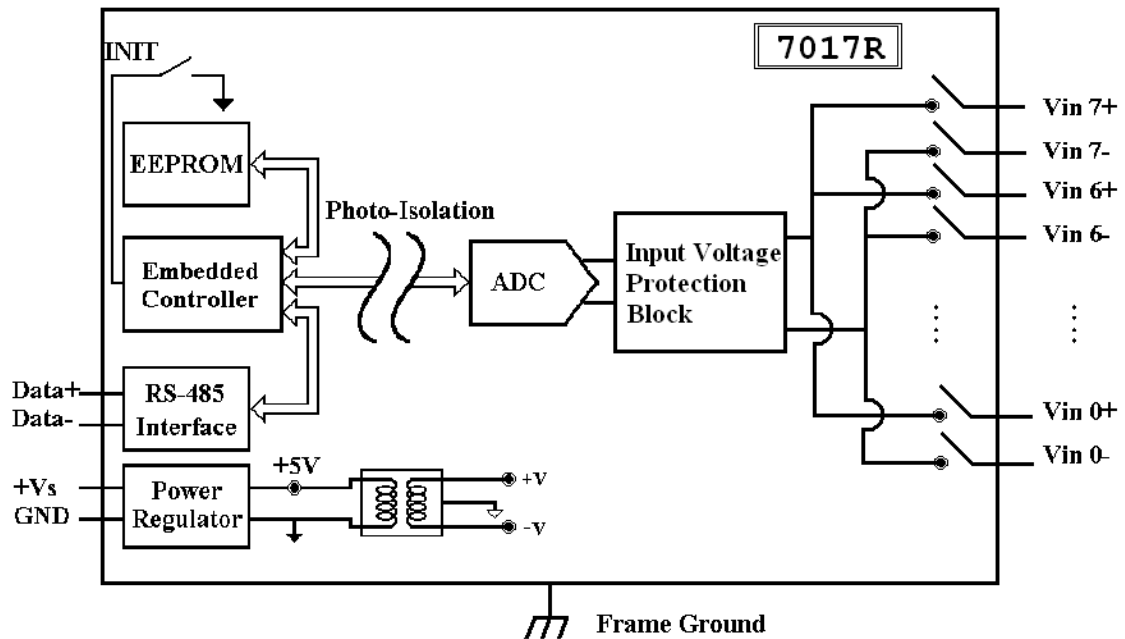 INIT
7017R
EEPROM
Photo-Isolation
Embedded
Controller
ADC
Input Voltage
Protection
Block
Vin 7+
Vin 7-
Vin 6+
Vin 6-
Data+
Data-
RS-485
Interface
Vin 0+
Vin 0-
+Vs
GND
Power
Regulator
+5V
+V
-V
Frame Ground